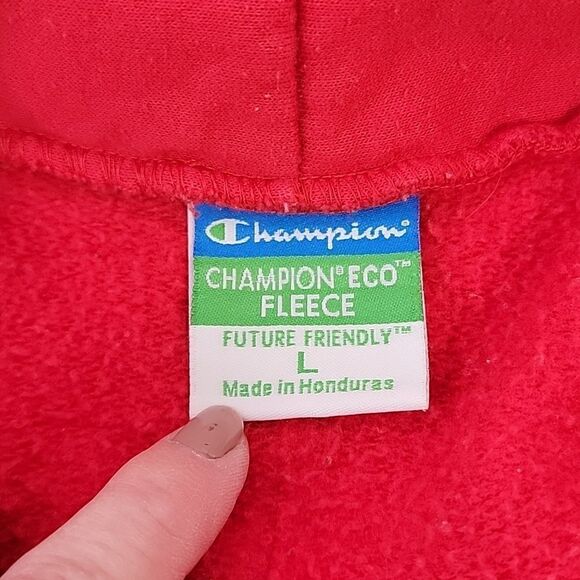 Champion®
CHAMPION® ECO™
FLEECE
FUTURE FRIENDLY™
L
Made in Honduras